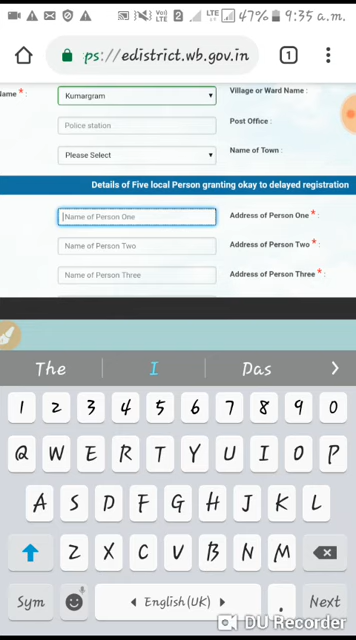 47% 9:35 a.m.
ps://edistrict.wb.gov.in 1
Name * : Kumargram Village or Ward Name :
Police station Post Office :
Please Select Name of Town :
Details of Five local Person granting okay to delayed registration
Name of Person One Address of Person One * :
Name of Person Two Address of Person Two * :
Name of Person Three Address of Person Three * :
The I Das
1 2 3 4 5 6 7 8 9 0
Q W E R T Y U I O P
A S D F G H J K L
Z X C V B N M
Sym English(UK) . Next
DU Recorder